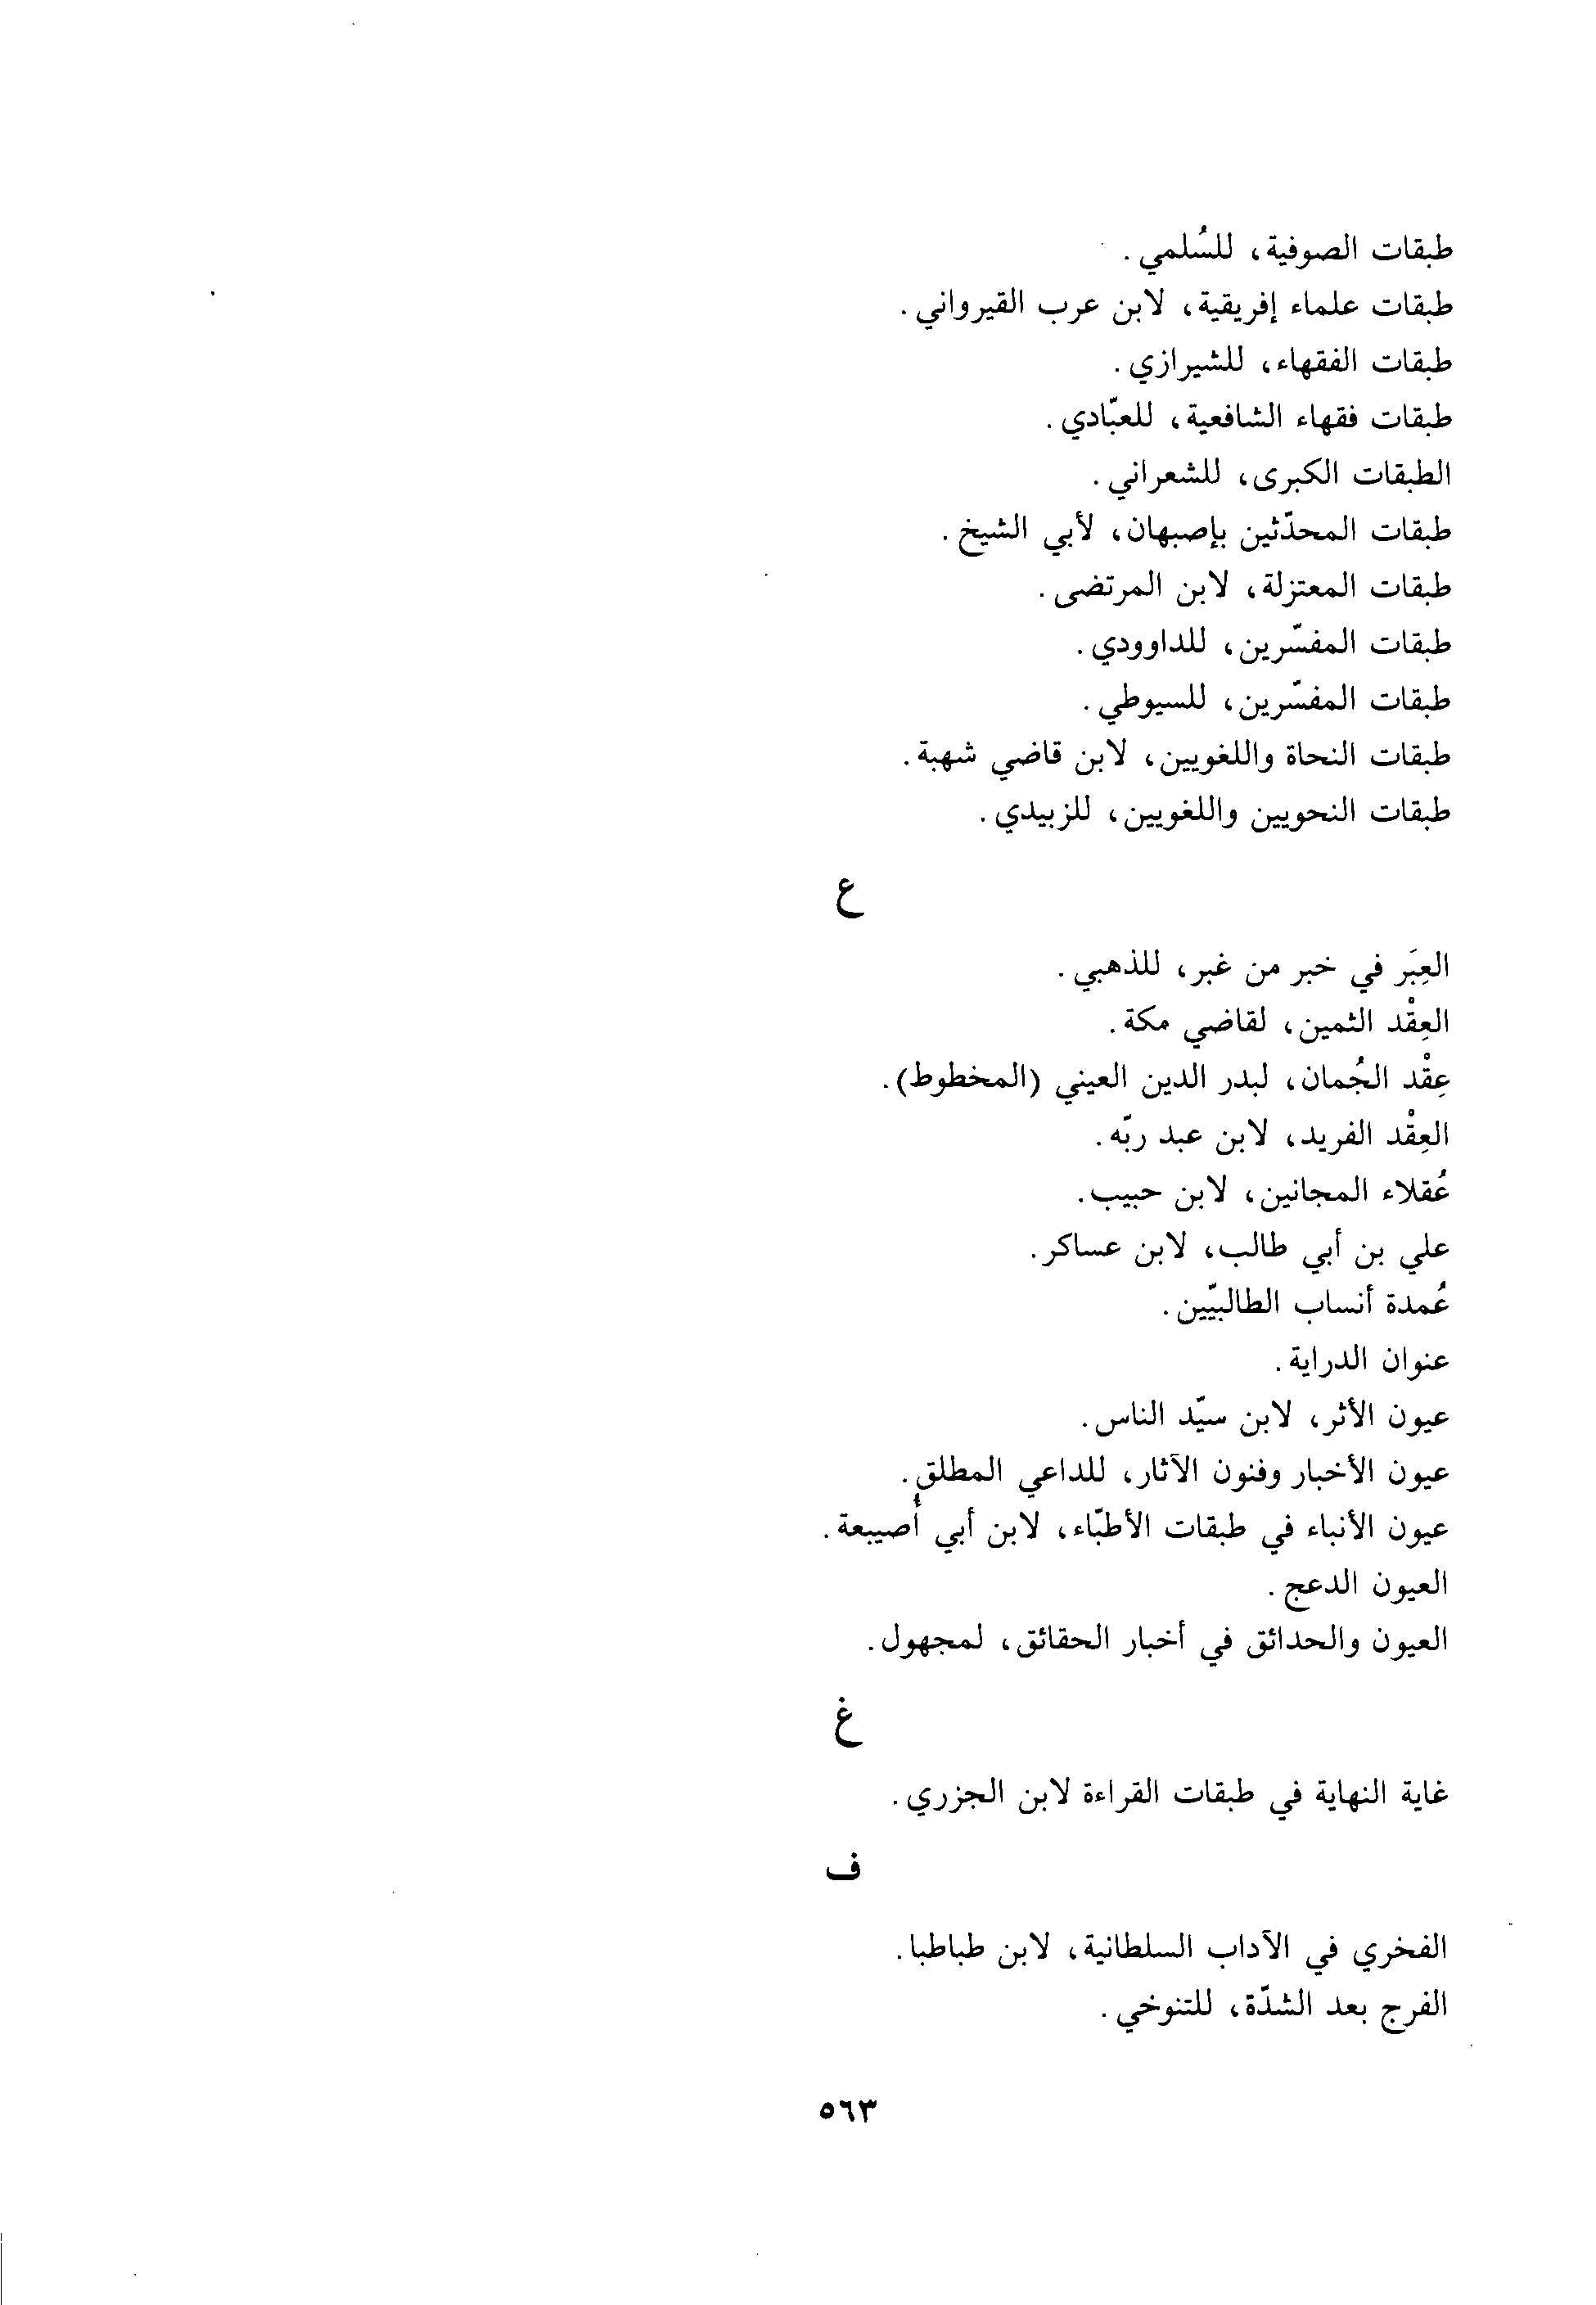 طبقات الصوفية، للسُلمي.
طبقات علماء إفريقية، لابن عرب القيرواني.
طبقات الفقهاء، للشيرازي.
طبقات فقهاء الشافعية، للعبّادي.
الطبقات الكبرى، للشعراني.
طبقات المحدّثين بإصبهان، لأبي الشيخ.
طبقات المعتزلة، لابن المرتضى.
طبقات المفسّرين، للداوودي.
طبقات المفسّرين، للسيوطي.
طبقات النحاة واللغويين، لابن قاضي شهبة.
طبقات النحويين واللغويين، للزبيدي.
ع
العِبَر في خبر من غبر، للذهبي.
العِقْد الثمين، لقاضي مكة.
عِقْد الجُمان، لبدر الدين العيني (المخطوط).
العِقْد الفريد، لابن عبد ربّه.
عُقلاء المجانين، لابن حبيب.
علي بن أبي طالب، لابن عساكر.
عُمدة أنساب الطالبيّين.
عنوان الدراية.
عيون الأثر، لابن سيّد الناس.
عيون الأخبار وفنون الآثار، للداعي المطلق.
عيون الأنباء في طبقات الأطبّاء، لابن أبي أُصيبعة.
العيون الدعج.
العيون والحدائق في أخبار الحقائق، لمجهول.
غ
غاية النهاية في طبقات القراءة لابن الجزري.
ف
الفخري في الآداب السلطانية، لابن طباطبا.
الفرج بعد الشدّة، للتنوخي.
٥٦٣